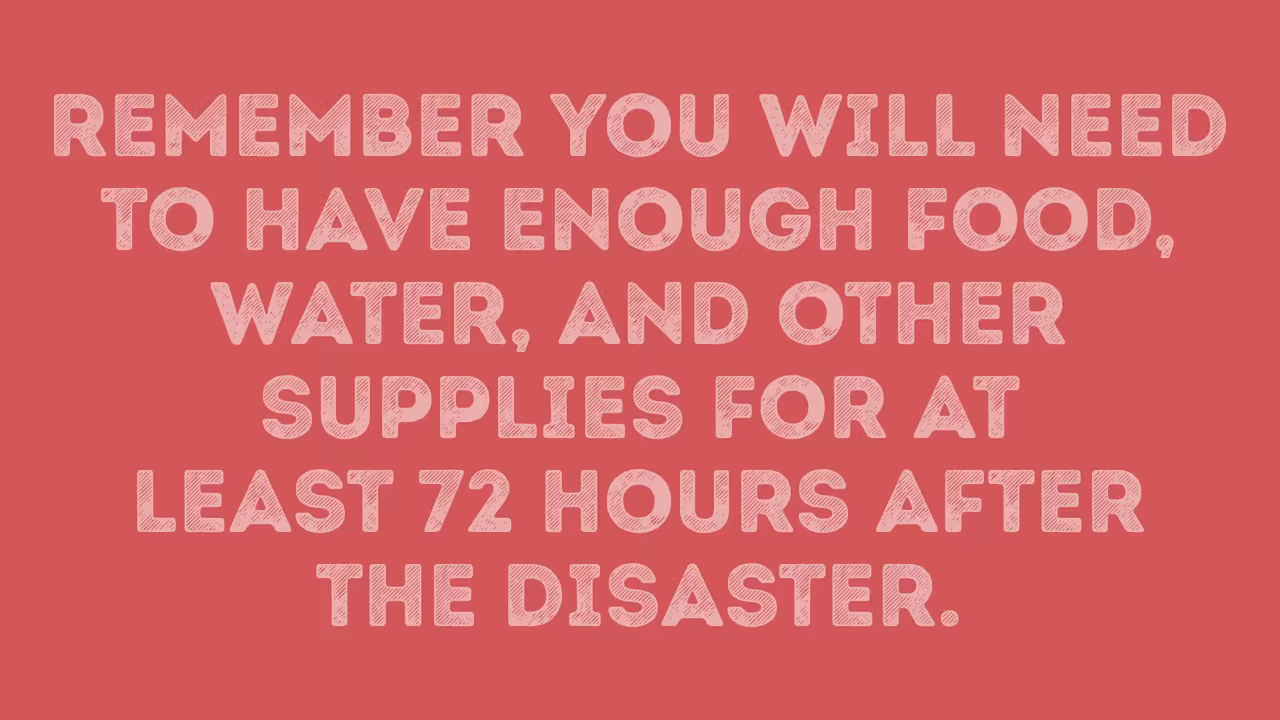 REMEMBER YOU WILL NEED
TO HAVE ENOUGH FOOD,
WATER, AND OTHER
SUPPLIES FOR AT
LEAST 72 HOURS AFTER
THE DISASTER.